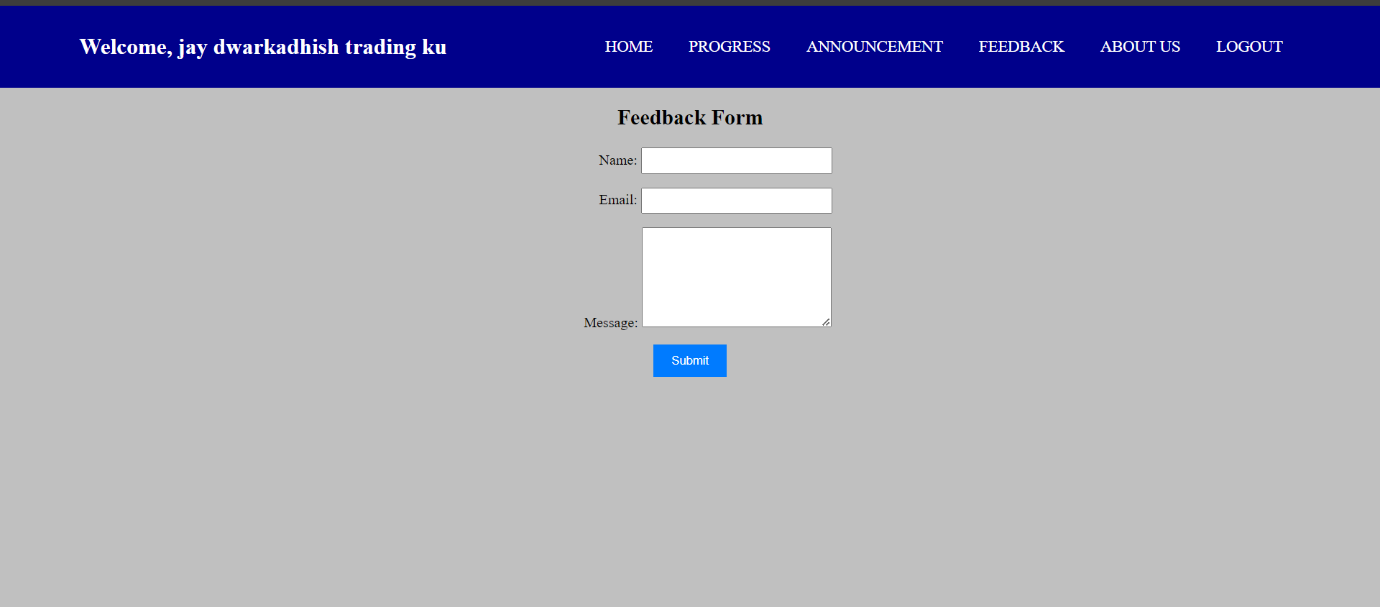 Welcome, jay dwarkadhish trading ku
HOME PROGRESS ANNOUNCEMENT FEEDBACK ABOUT US LOGOUT
Feedback Form
Name:
Email:
Message:
Submit